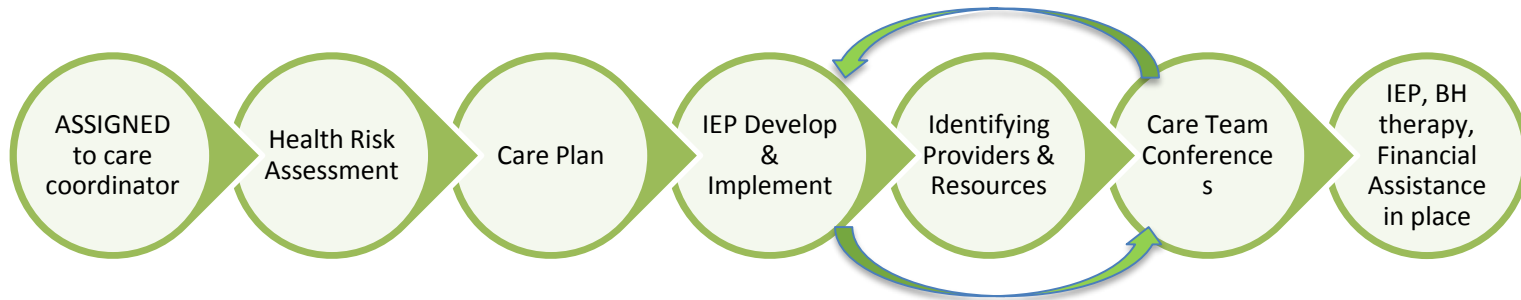 ASSIGNED
to care
coordinator
Health Risk
Assessment
Care Plan
IEP Develop
&
Implement
Identifying
Providers &
Resources
Care Team
Conference
s
IEP, BH
therapy,
Financial
Assistance
in place